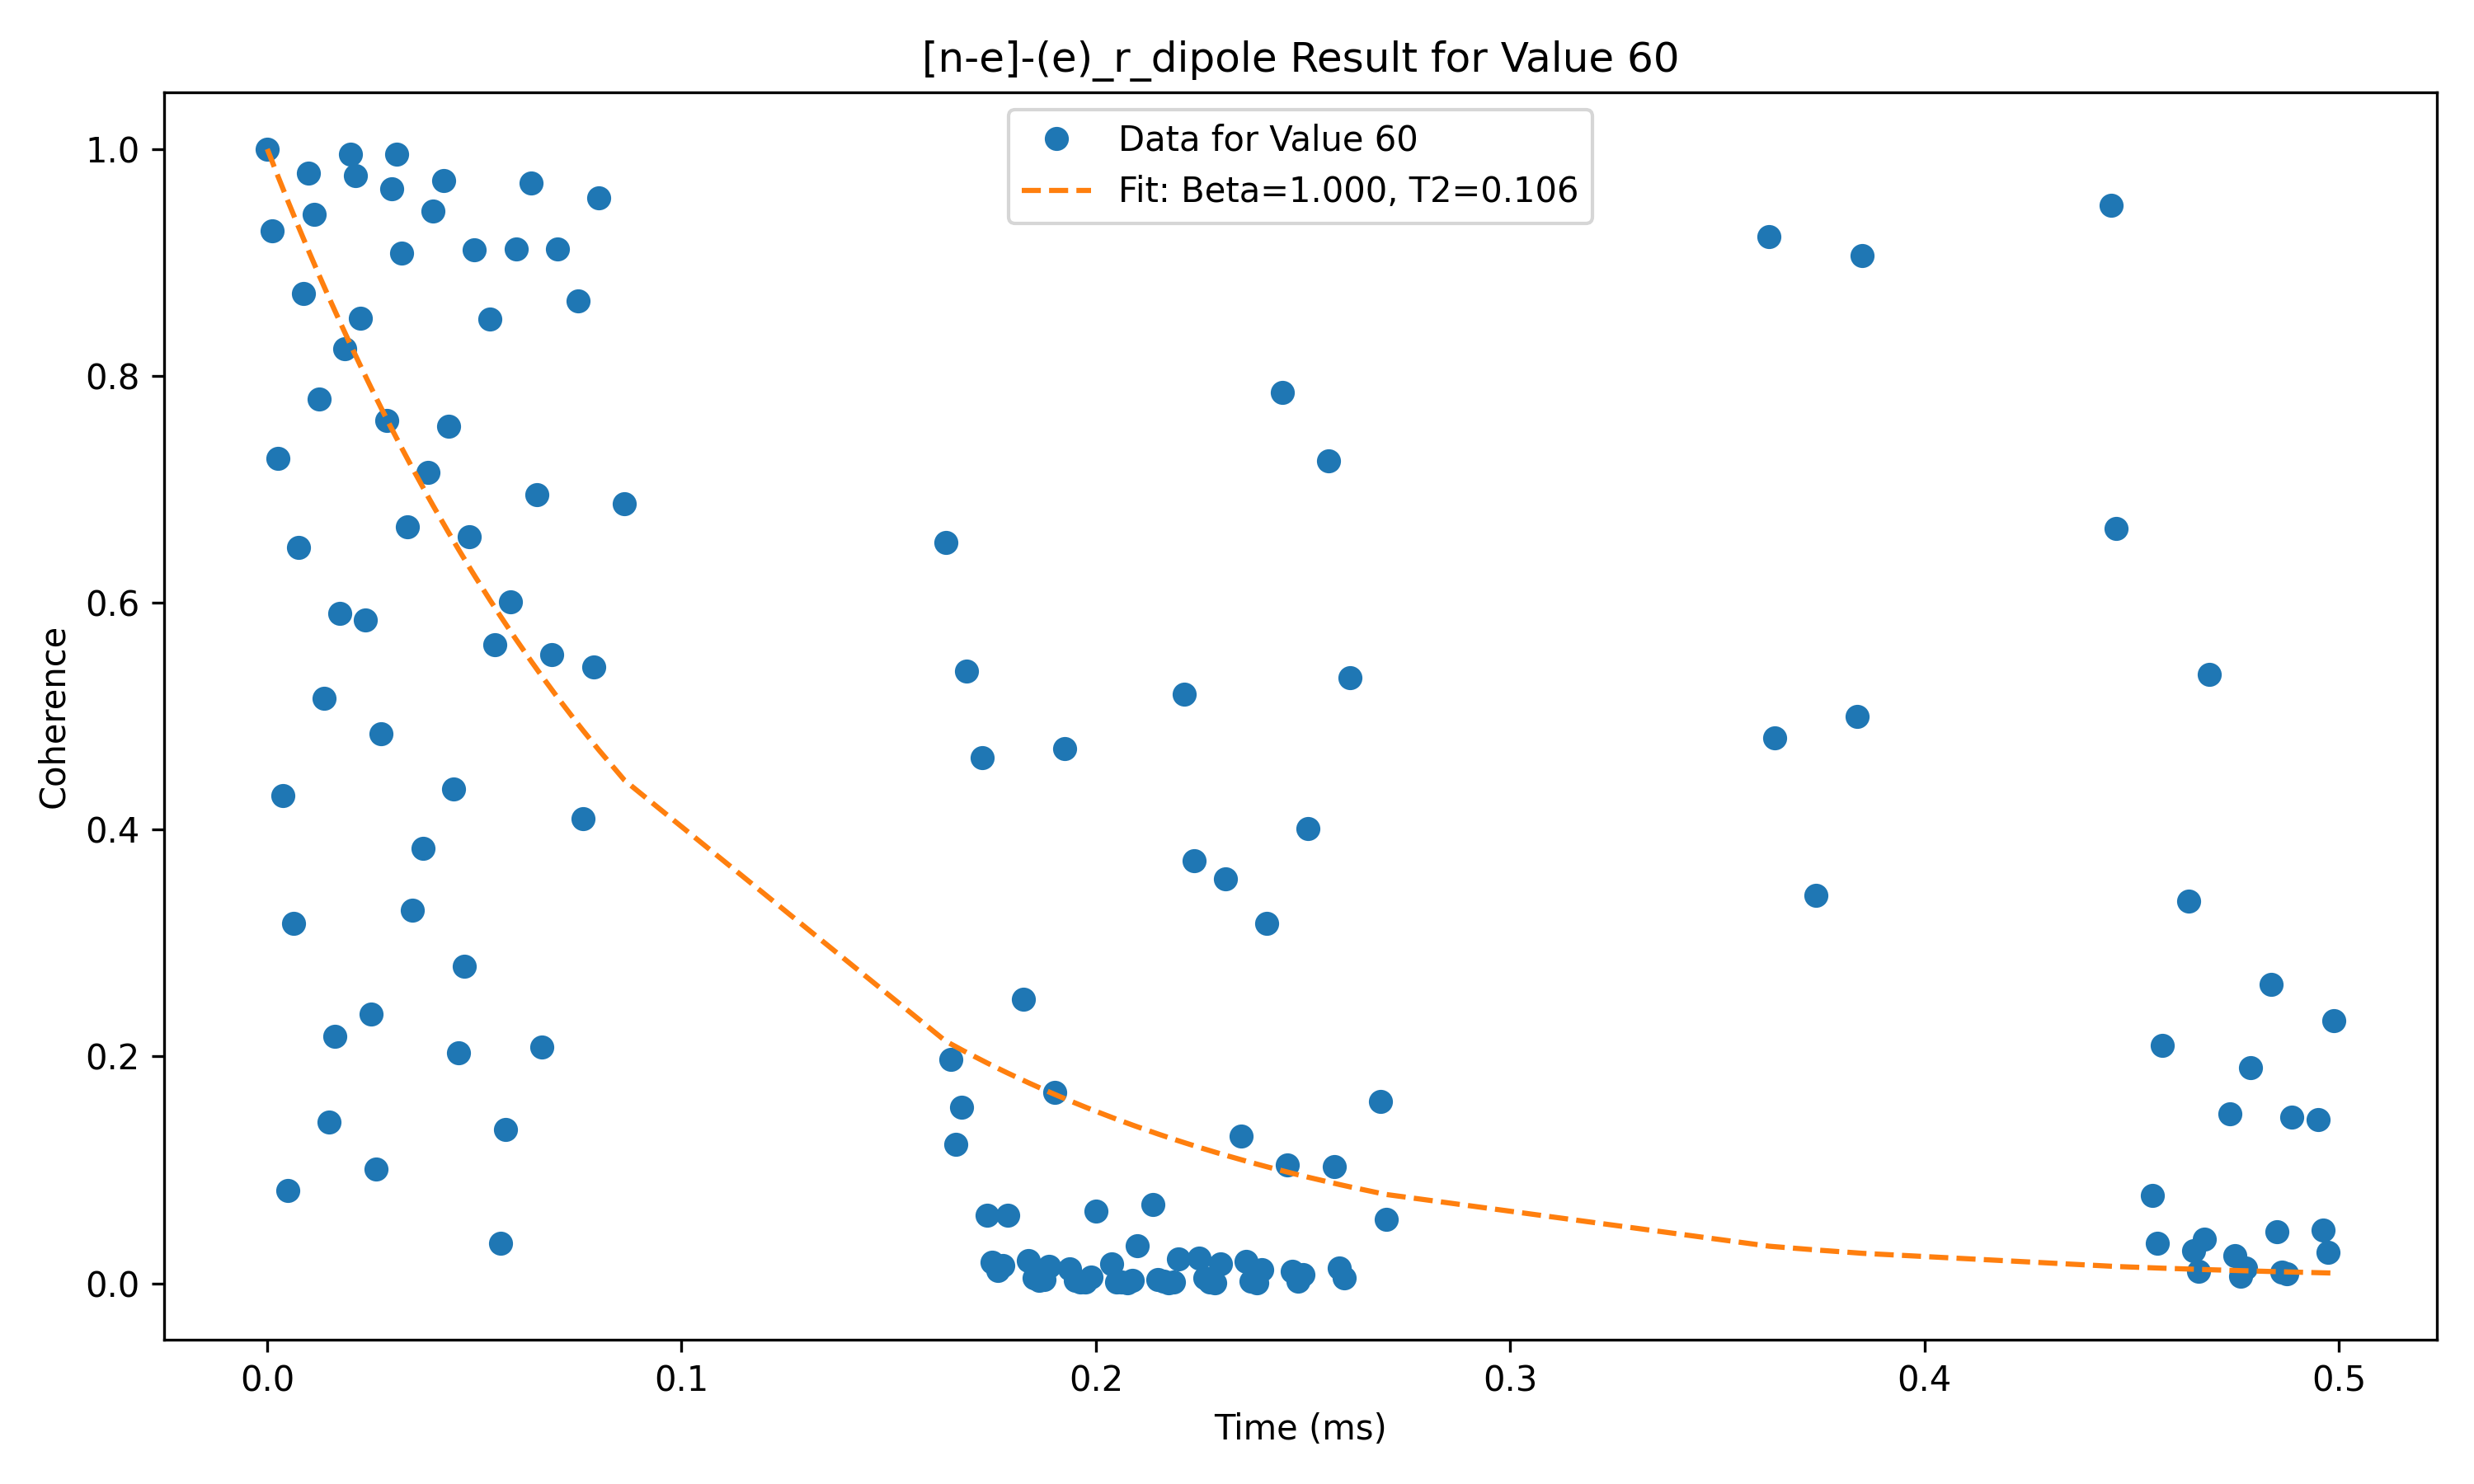 [n-e]-(e)_r_dipole Result for Value 60
Data for Value 60
Fit: Beta=1.000, T2=0.106
Coherence
1.0
0.8
0.6
0.4
0.2
0.0
0.0 0.1 0.2 0.3 0.4 0.5
Time (ms)